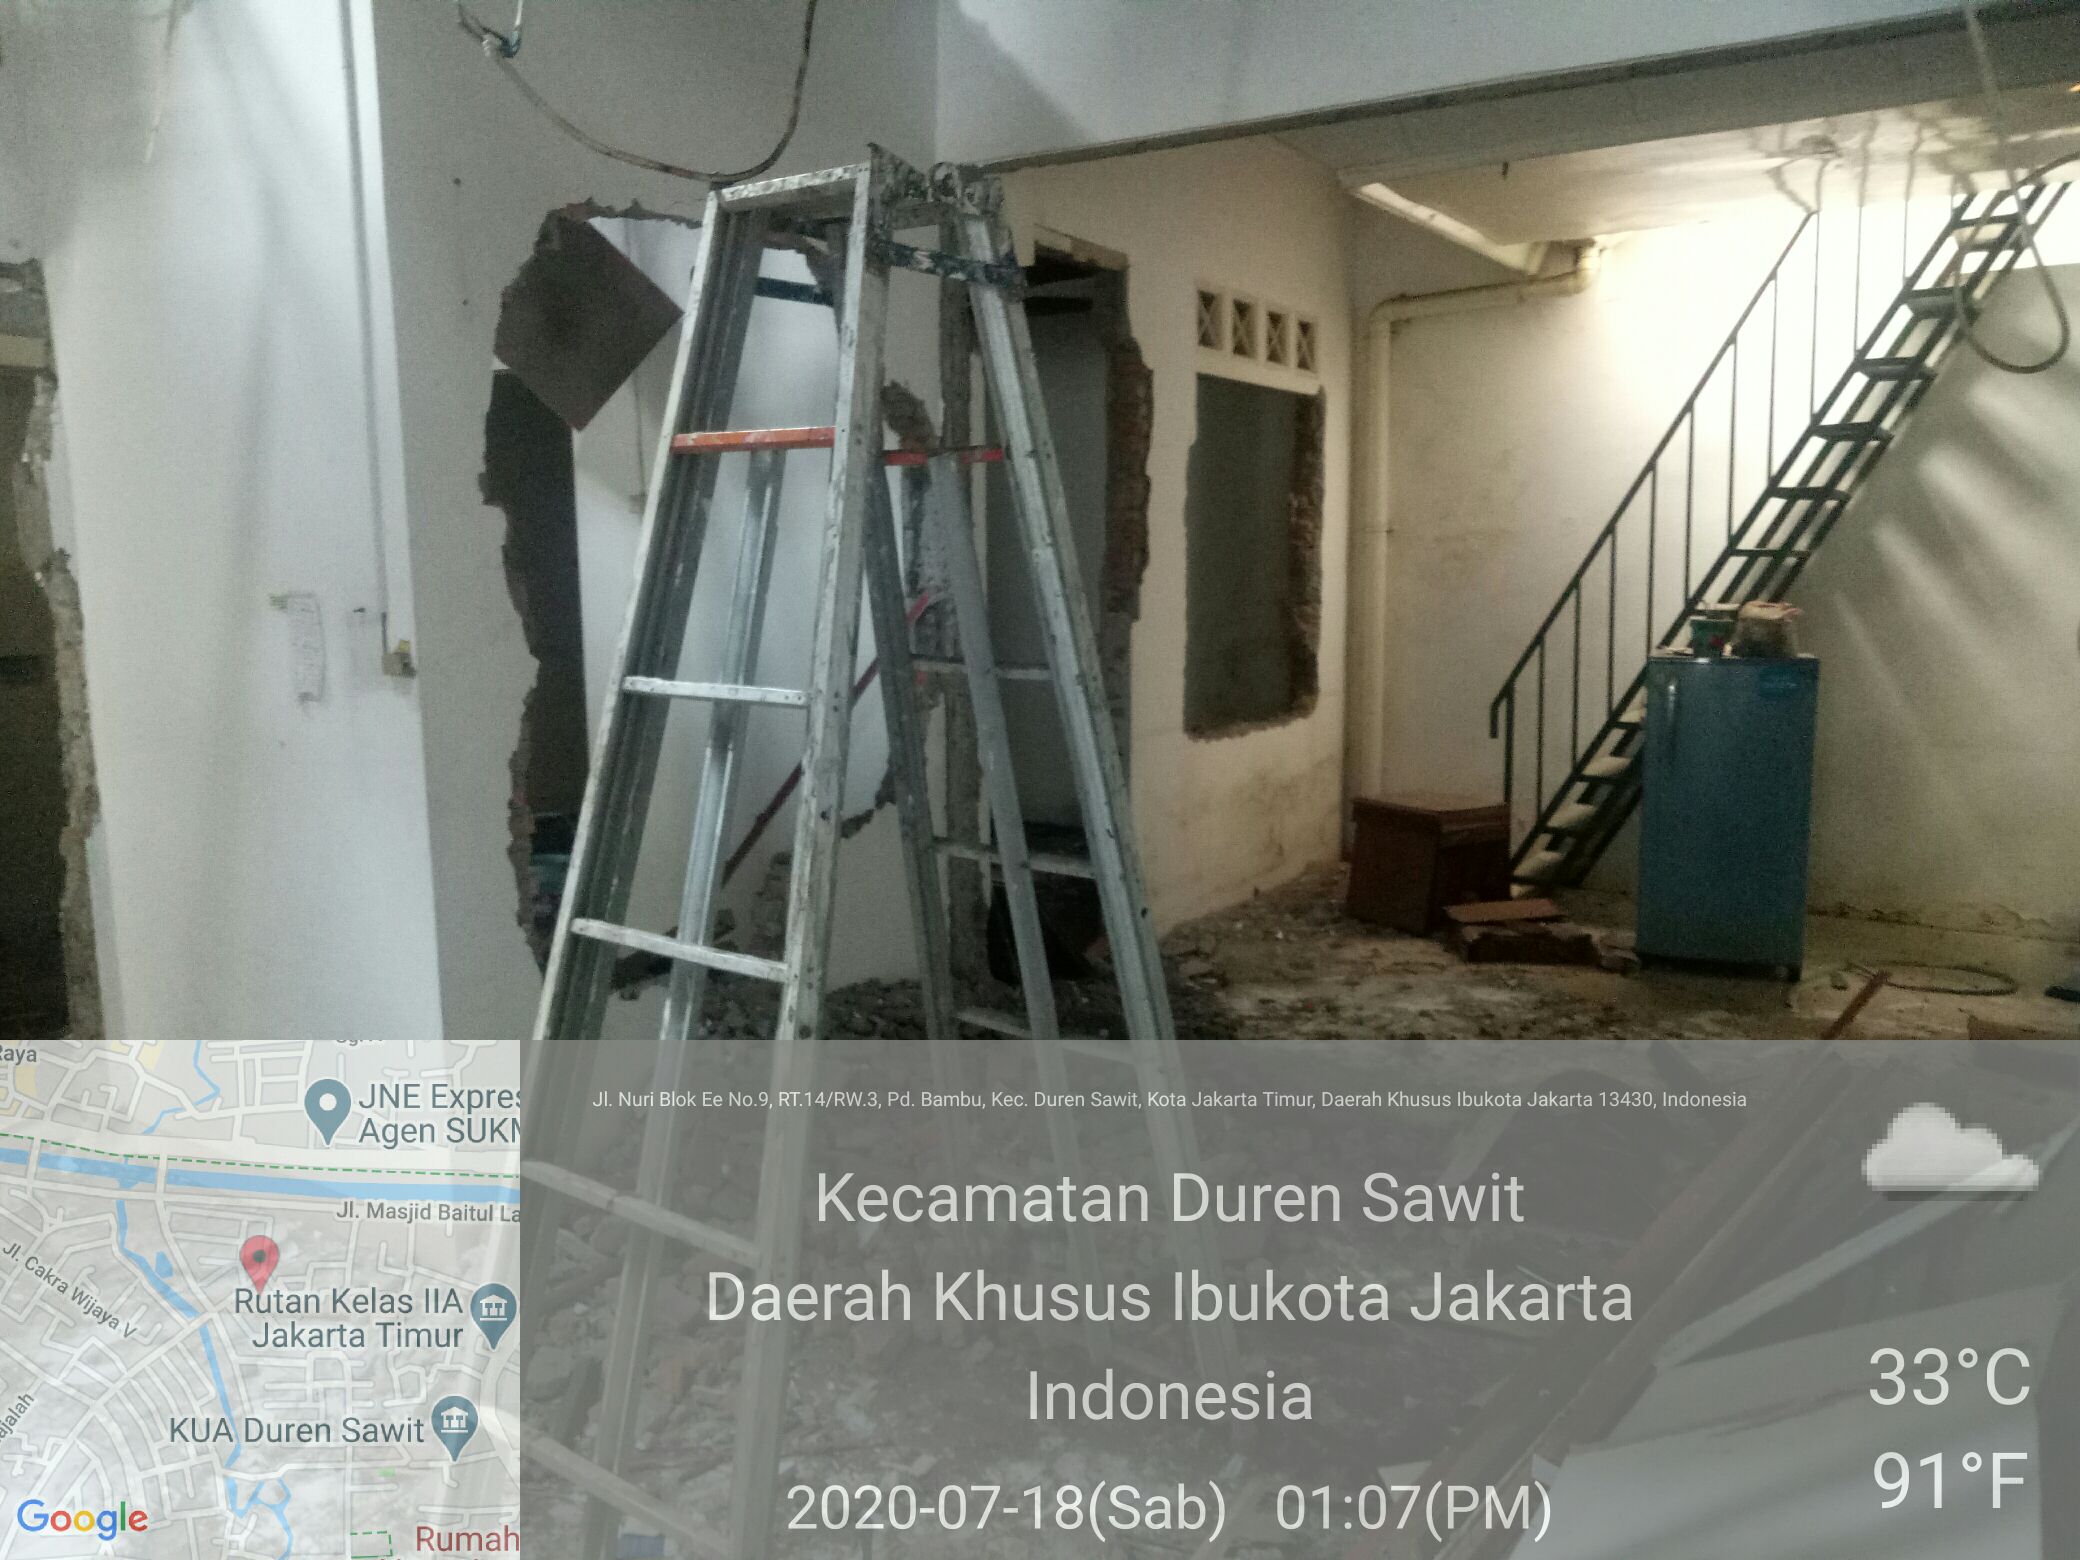 Jl. Nuri Blok Ee No.9, RT.14/RW.3, Pd. Bambu, Kec. Duren Sawit, Kota Jakarta Timur, Daerah Khusus Ibukota Jakarta 13430, Indonesia
Kecamatan Duren Sawit
Daerah Khusus Ibukota Jakarta
Indonesia
2020-07-18(Sab) 01:07(PM)
33°C
91°F
Raya
JNE Expres
Agen SUKM
Jl. Masjid Baitul La
Jl. Cakra Wijaya V
Rutan Kelas IIA
Jakarta Timur
KUA Duren Sawit
Google
Rumah